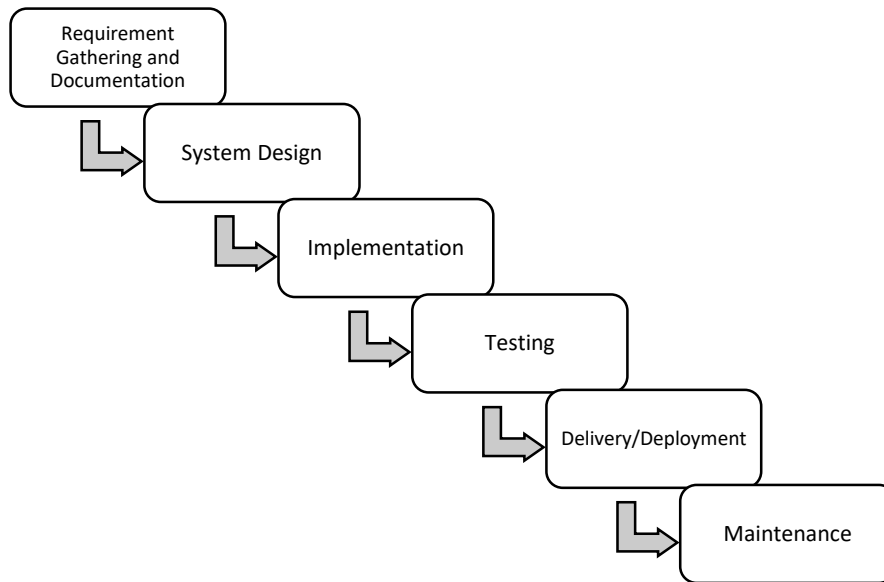 Requirement
Gathering and
Documentation
System Design
Implementation
Testing
Delivery/Deployment
Maintenance